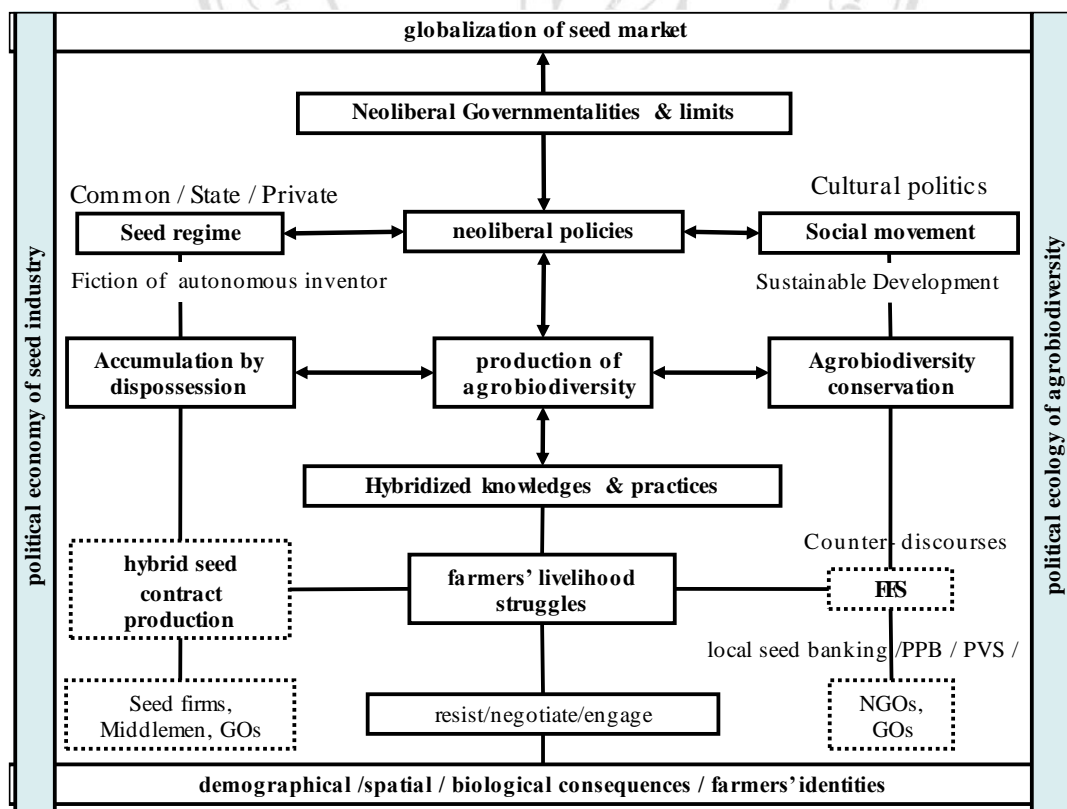 globalization of seed market
political economy of seed industry
political ecology of agrobiodiversity
Neoliberal Governmentalities & limits
Common / State / Private
Cultural politics
Seed regime
neoliberal policies
Social movement
Fiction of autonomous inventor
Sustainable Development
Accumulation by
dispossession
production of
agrobiodiversity
Agrobiodiversity
conservation
Hybridized knowledges & practices
Counter-discourses
hybrid seed
contract
production
farmers' livelihood
struggles
FFS
local seed banking /PPB / PVS /
Seed firms,
Middlemen, GOs
resist/negotiate/engage
NGOs,
GOs
demographical /spatial / biological consequences / farmers' identities